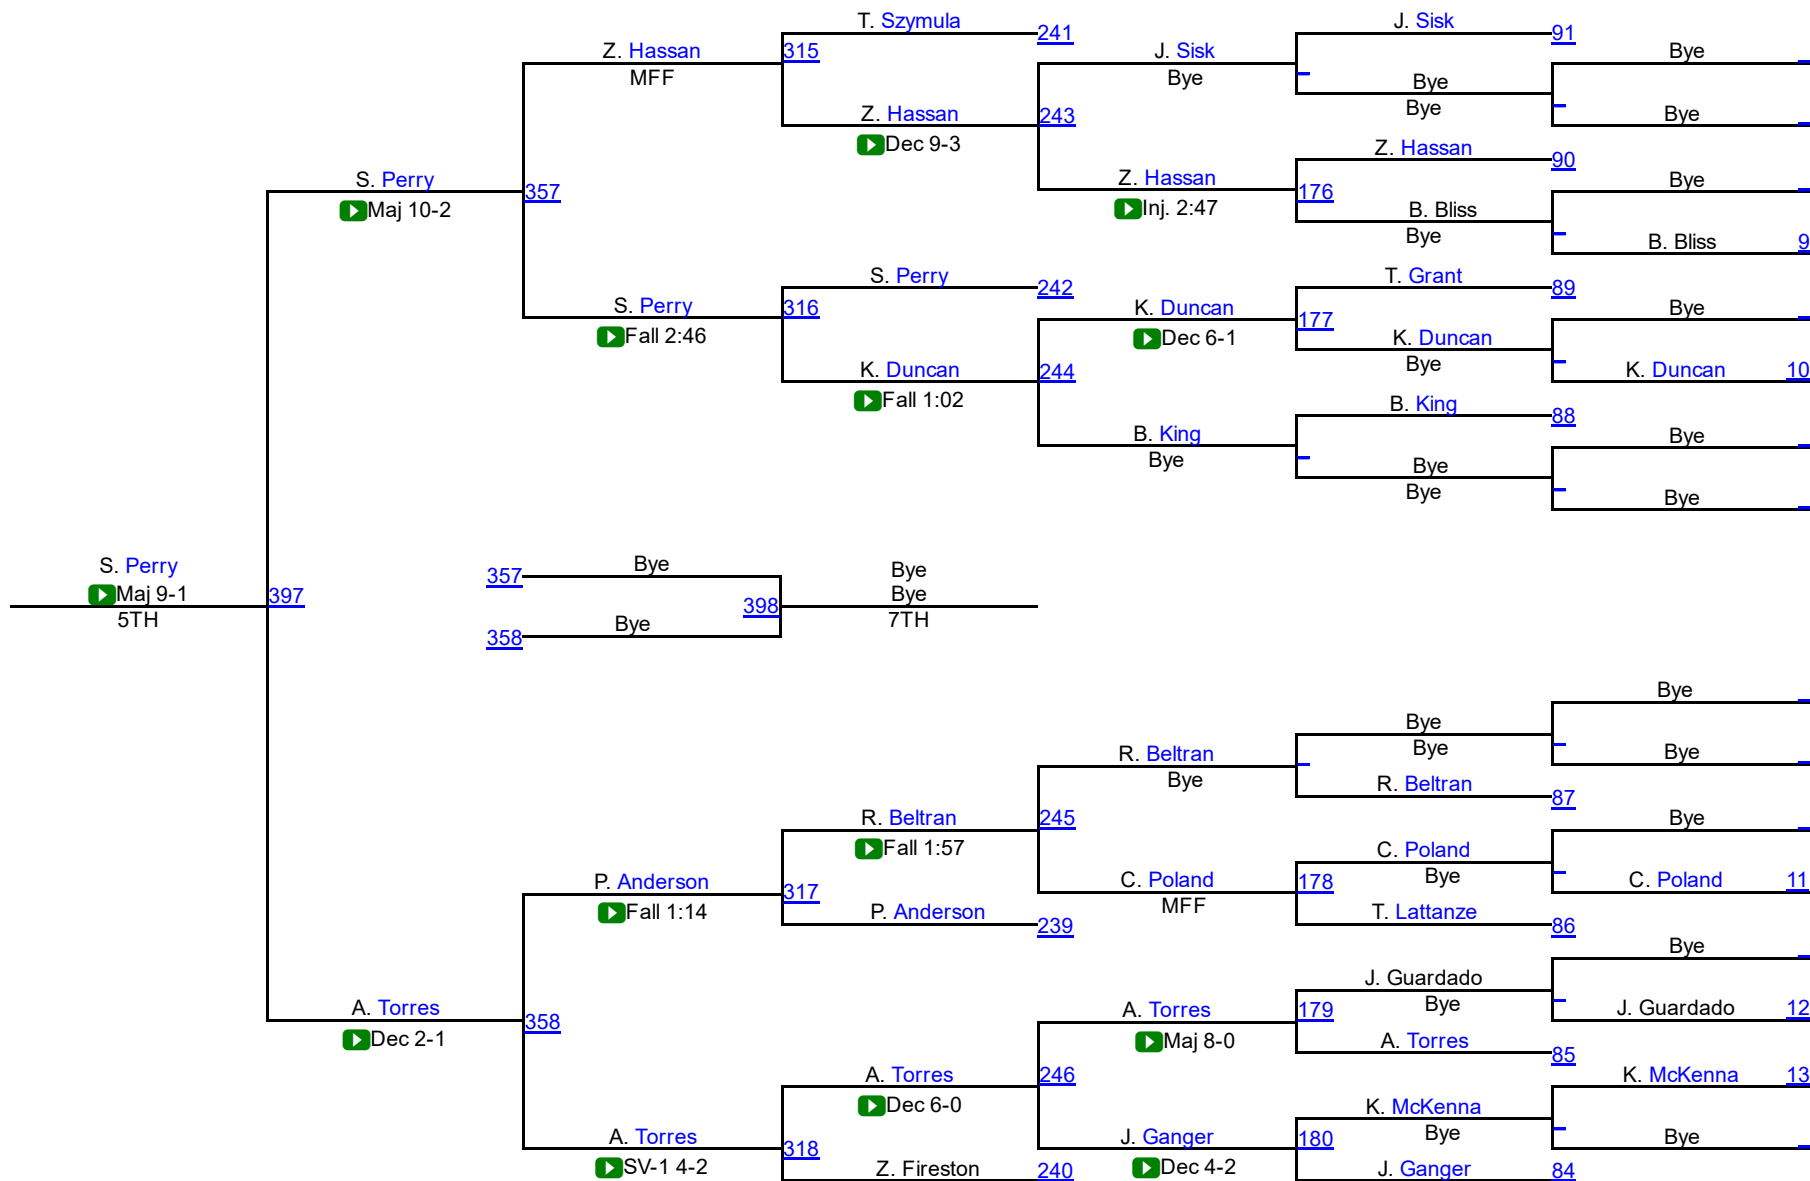 T. Szymula
241
J. Sisk
91
Z. Hassan
315
J. Sisk
Bye
MFF
Bye
Bye
Bye
Z. Hassan
243
Bye
Dec 9-3
Z. Hassan
90
S. Perry
Z. Hassan
176
Bye
Maj 10-2
357
Inj. 2:47
B. Bliss
Bye
B. Bliss
9
S. Perry
242
T. Grant
89
S. Perry
316
K. Duncan
177
Bye
Fall 2:46
Dec 6-1
K. Duncan
Bye
K. Duncan
244
K. Duncan
10
Fall 1:02
B. King
88
B. King
Bye
Bye
Bye
Bye
Bye
S. Perry
Maj 9-1
397
5TH
357
Bye
Bye
398
Bye
358
Bye
7TH
Bye
Bye
R. Beltran
Bye
Bye
Bye
R. Beltran
87
R. Beltran
245
Bye
Fall 1:57
C. Poland
P. Anderson
317
C. Poland
178
Bye
C. Poland
11
Fall 1:14
MFF
P. Anderson
239
T. Lattanze
86
Bye
J. Guardado
A. Torres
358
A. Torres
179
Bye
J. Guardado
12
Dec 2-1
Maj 8-0
A. Torres
85
A. Torres
246
K. McKenna
13
Dec 6-0
K. McKenna
A. Torres
318
J. Ganger
180
Bye
Bye
SV-1 4-2
Z. Fireston
240
Dec 4-2
J. Ganger
84